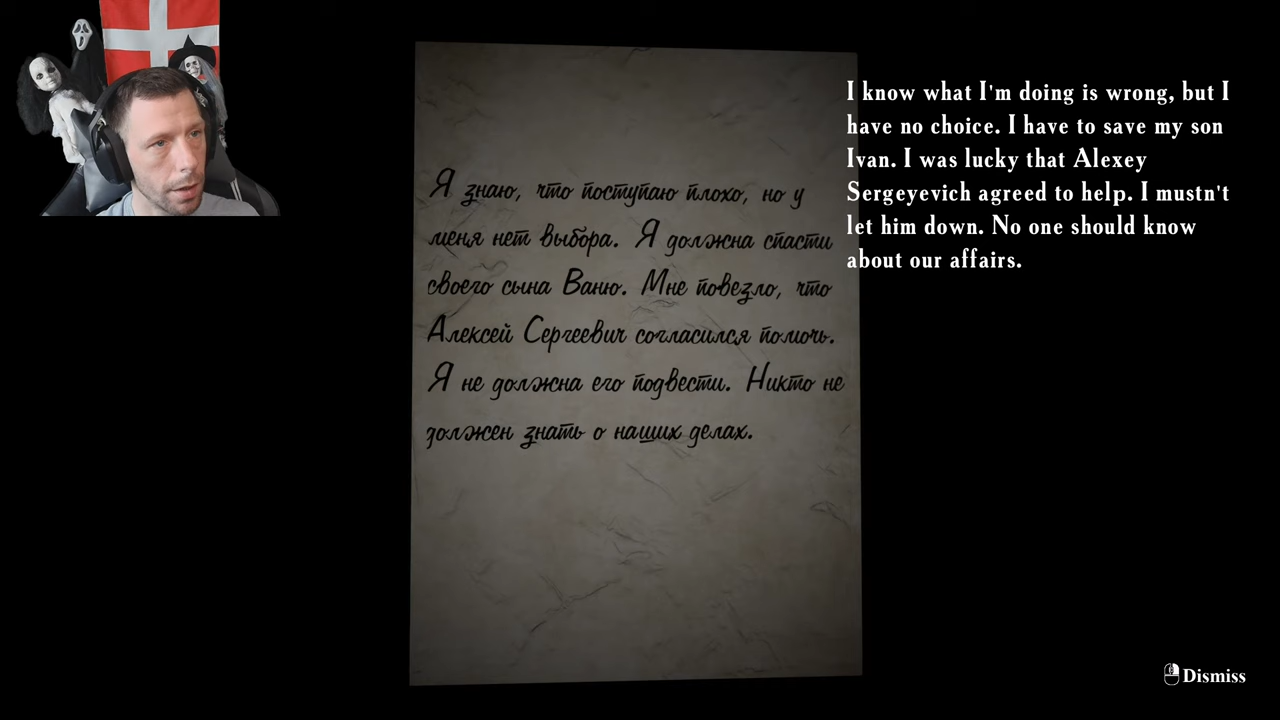 Я знаю, что поступаю плохо, но у
меня нет выбора. Я должна спасти
своего сына Ваню. Мне повезло, что
Алексей Сергеевич согласился помочь.
Я не должна его подвести. Никто не
должен знать о наших делах.
I know what I'm doing is wrong, but I
have no choice. I have to save my son
Ivan. I was lucky that Alexey
Sergeyevich agreed to help. I mustn't
let him down. No one should know
about our affairs.
Dismiss